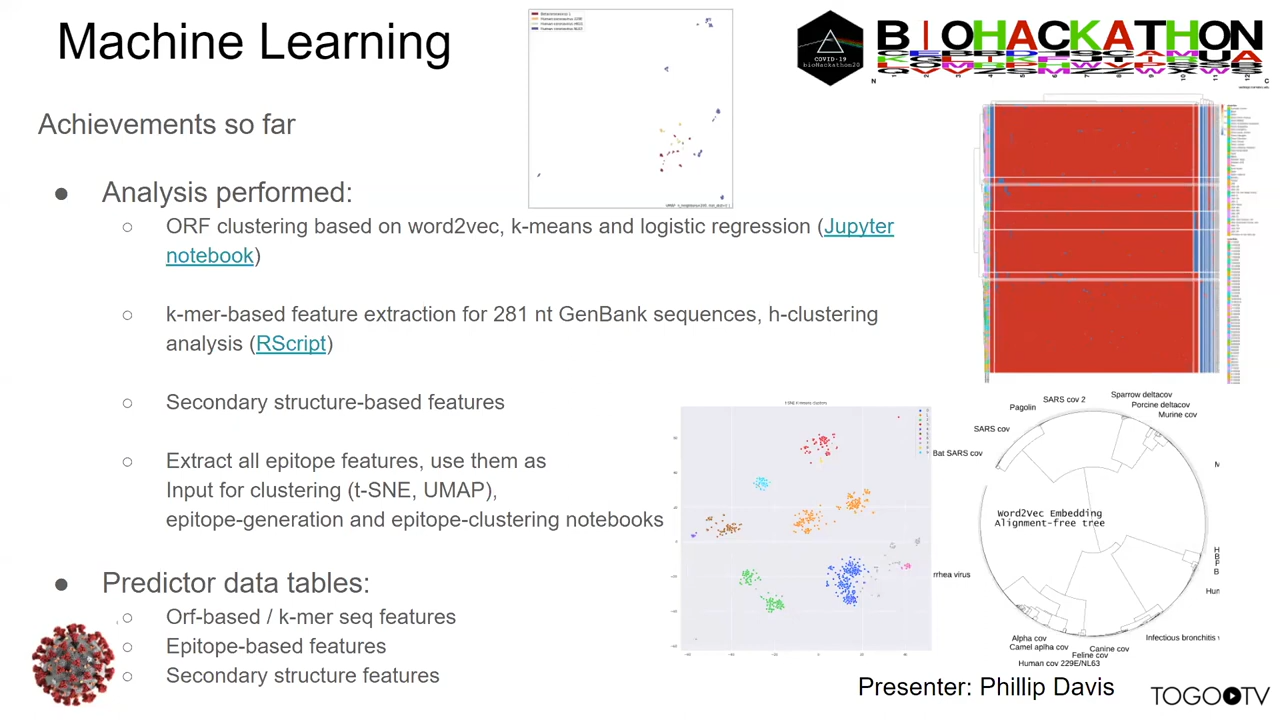 Machine Learning
BIOHACKATHON
COVID-19
bioHackathon20
Achievements so far
● Analysis performed:
○ ORF clustering based on word2vec, k-means and logistic regression (Jupyter
notebook)
○ k-mer-based feature extraction for 281 nt GenBank sequences, h-clustering
analysis (RScript)
○ Secondary structure-based features
○ Extract all epitope features, use them as
Input for clustering (t-SNE, UMAP),
epitope-generation and epitope-clustering notebooks
● Predictor data tables:
○ Orf-based / k-mer seq features
○ Epitope-based features
○ Secondary structure features
Sparrow deltacov
SARS cov 2
Porcine deltacov
Pagolin
Murine cov
SARS cov
Bat SARS cov
Word2Vec Embedding
Alignment-free tree
rrhea virus
Alpha cov
Infectious bronchitis
Camel aplha cov
Canine cov
Feline cov
Human cov 229E/NL63
Presenter: Phillip Davis
TOGOTV